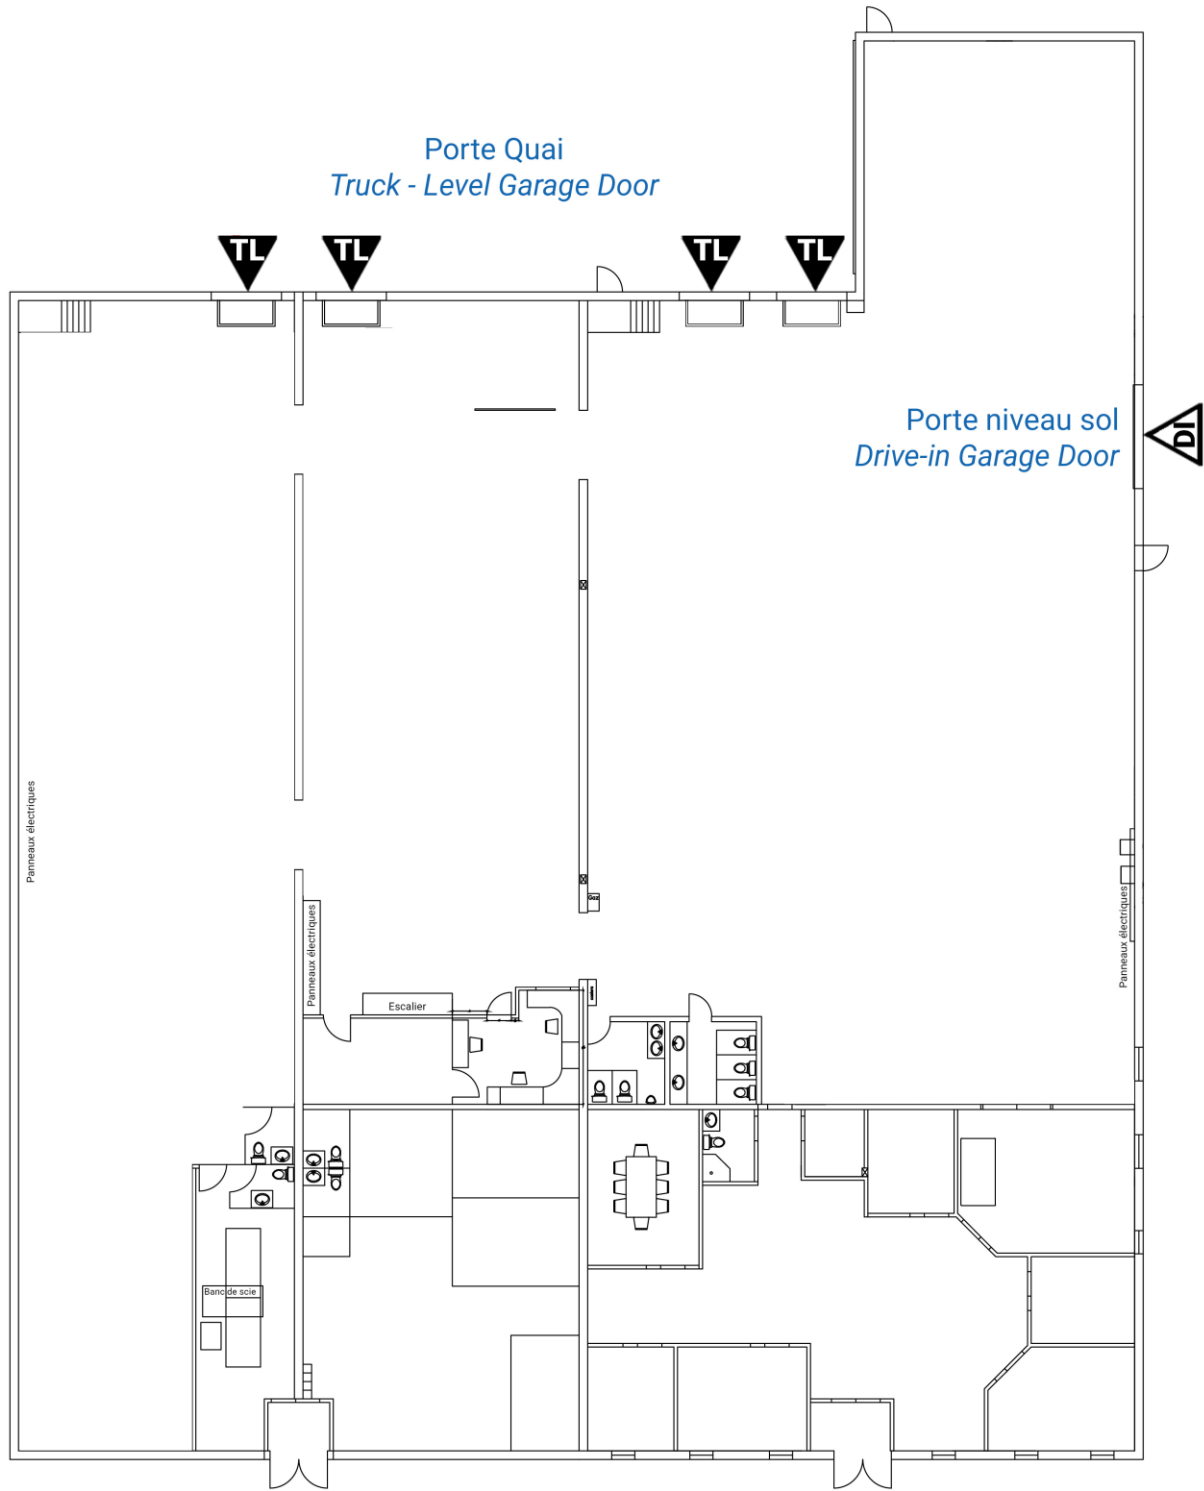 Porte Quai
Truck - Level Garage Door
TL
TL
TL
TL
Porte niveau sol
Drive-in Garage Door
DI
Panneaux électriques
Panneaux électriques
Panneaux électriques
Gaz
Escalier
Banc de scie